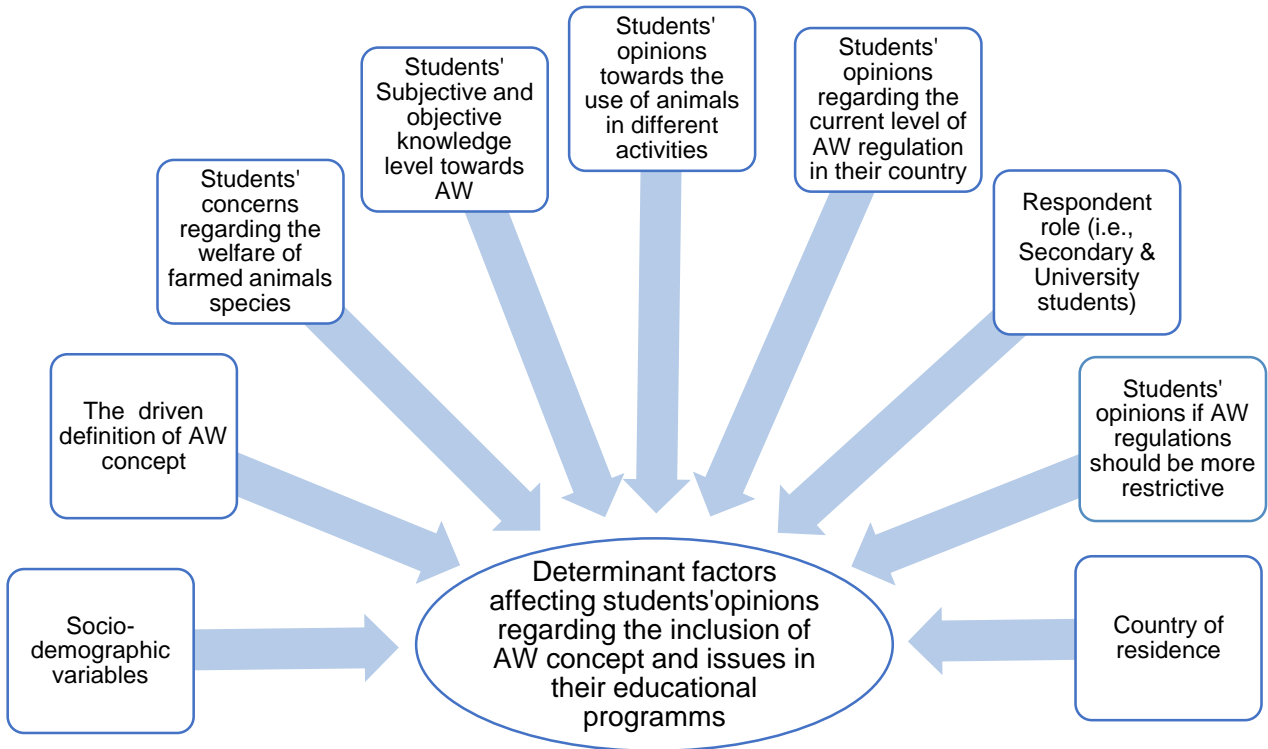 Socio-
demographic
variables
The driven
definition of AW
concept
Students'
concerns
regarding the
welfare of
farmed animals
species
Students'
Subjective and
objective
knowledge
level towards
AW
Students'
opinions
towards the
use of animals
in different
activities
Students'
opinions
regarding the
current level of
AW regulation
in their country
Respondent
role (i.e.,
Secondary &
University
students)
Students'
opinions if AW
regulations
should be more
restrictive
Country of
residence
Determinant factors
affecting students'opinions
regarding the inclusion of
AW concept and issues in
their educational
programms